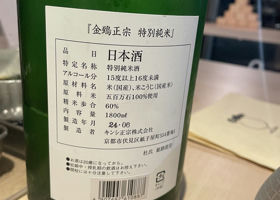 『金鵄正宗 特別純米』
品目 日本酒
特定名称 特別純米酒
アルコール分 15度以上16度未満
原材料名 米(国産)、米こうじ(国産米)
原料米 五百万石100%使用
精米歩合 60%
内容量 1800ml
製造年月 24.06
製造者 キンシ正宗株式会社
京都市伏見区